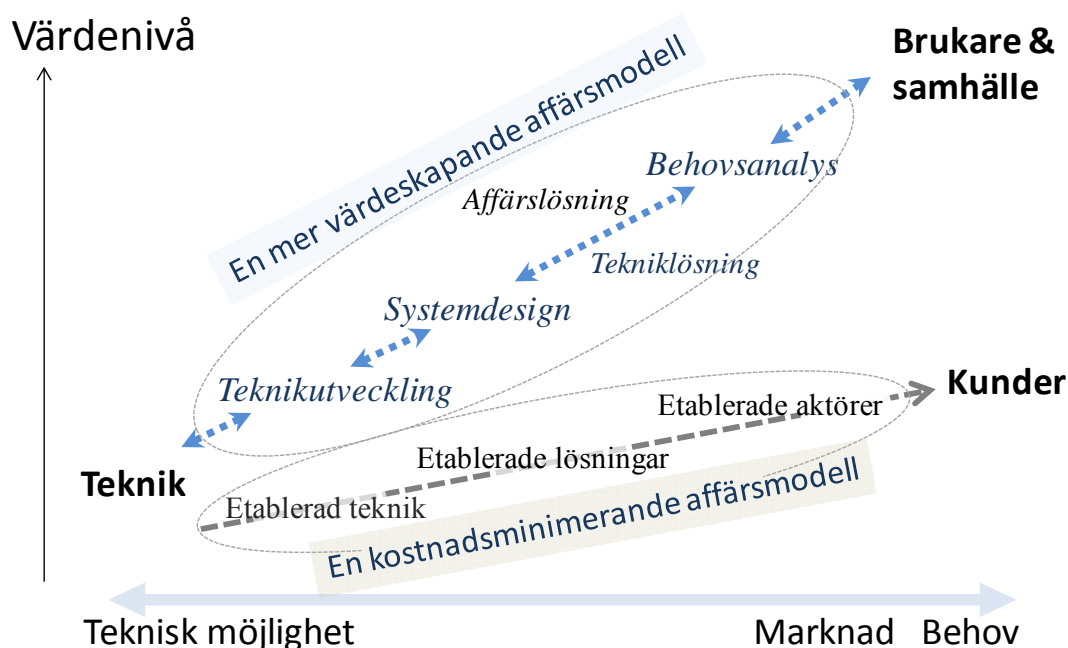 Värdenivå
Brukare &
samhälle
En mer värdeskapande affärsmodell
Behovsanalys
Affärslösning
Tekniklösning
Systemdesign
Teknikutveckling
Kunder
Etablerade aktörer
Etablerade lösningar
Teknik
Etablerad teknik
En kostnadsminimerande affärsmodell
Teknisk möjlighet
Marknad Behov